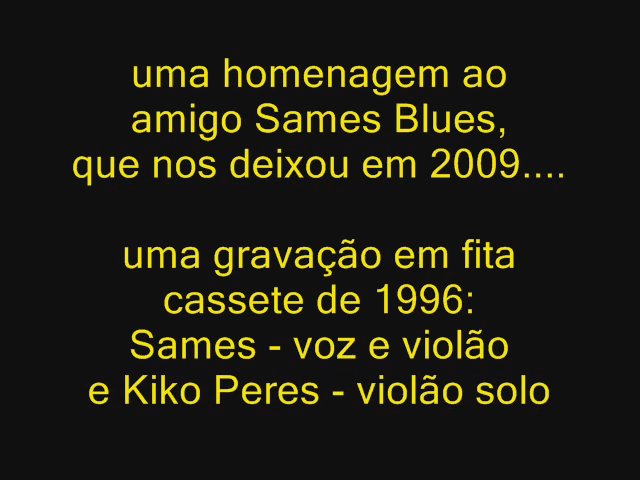 uma homenagem ao
amigo Sames Blues,
que nos deixou em 2009....
uma gravação em fita
cassete de 1996:
Sames - voz e violão
e Kiko Peres - violão solo